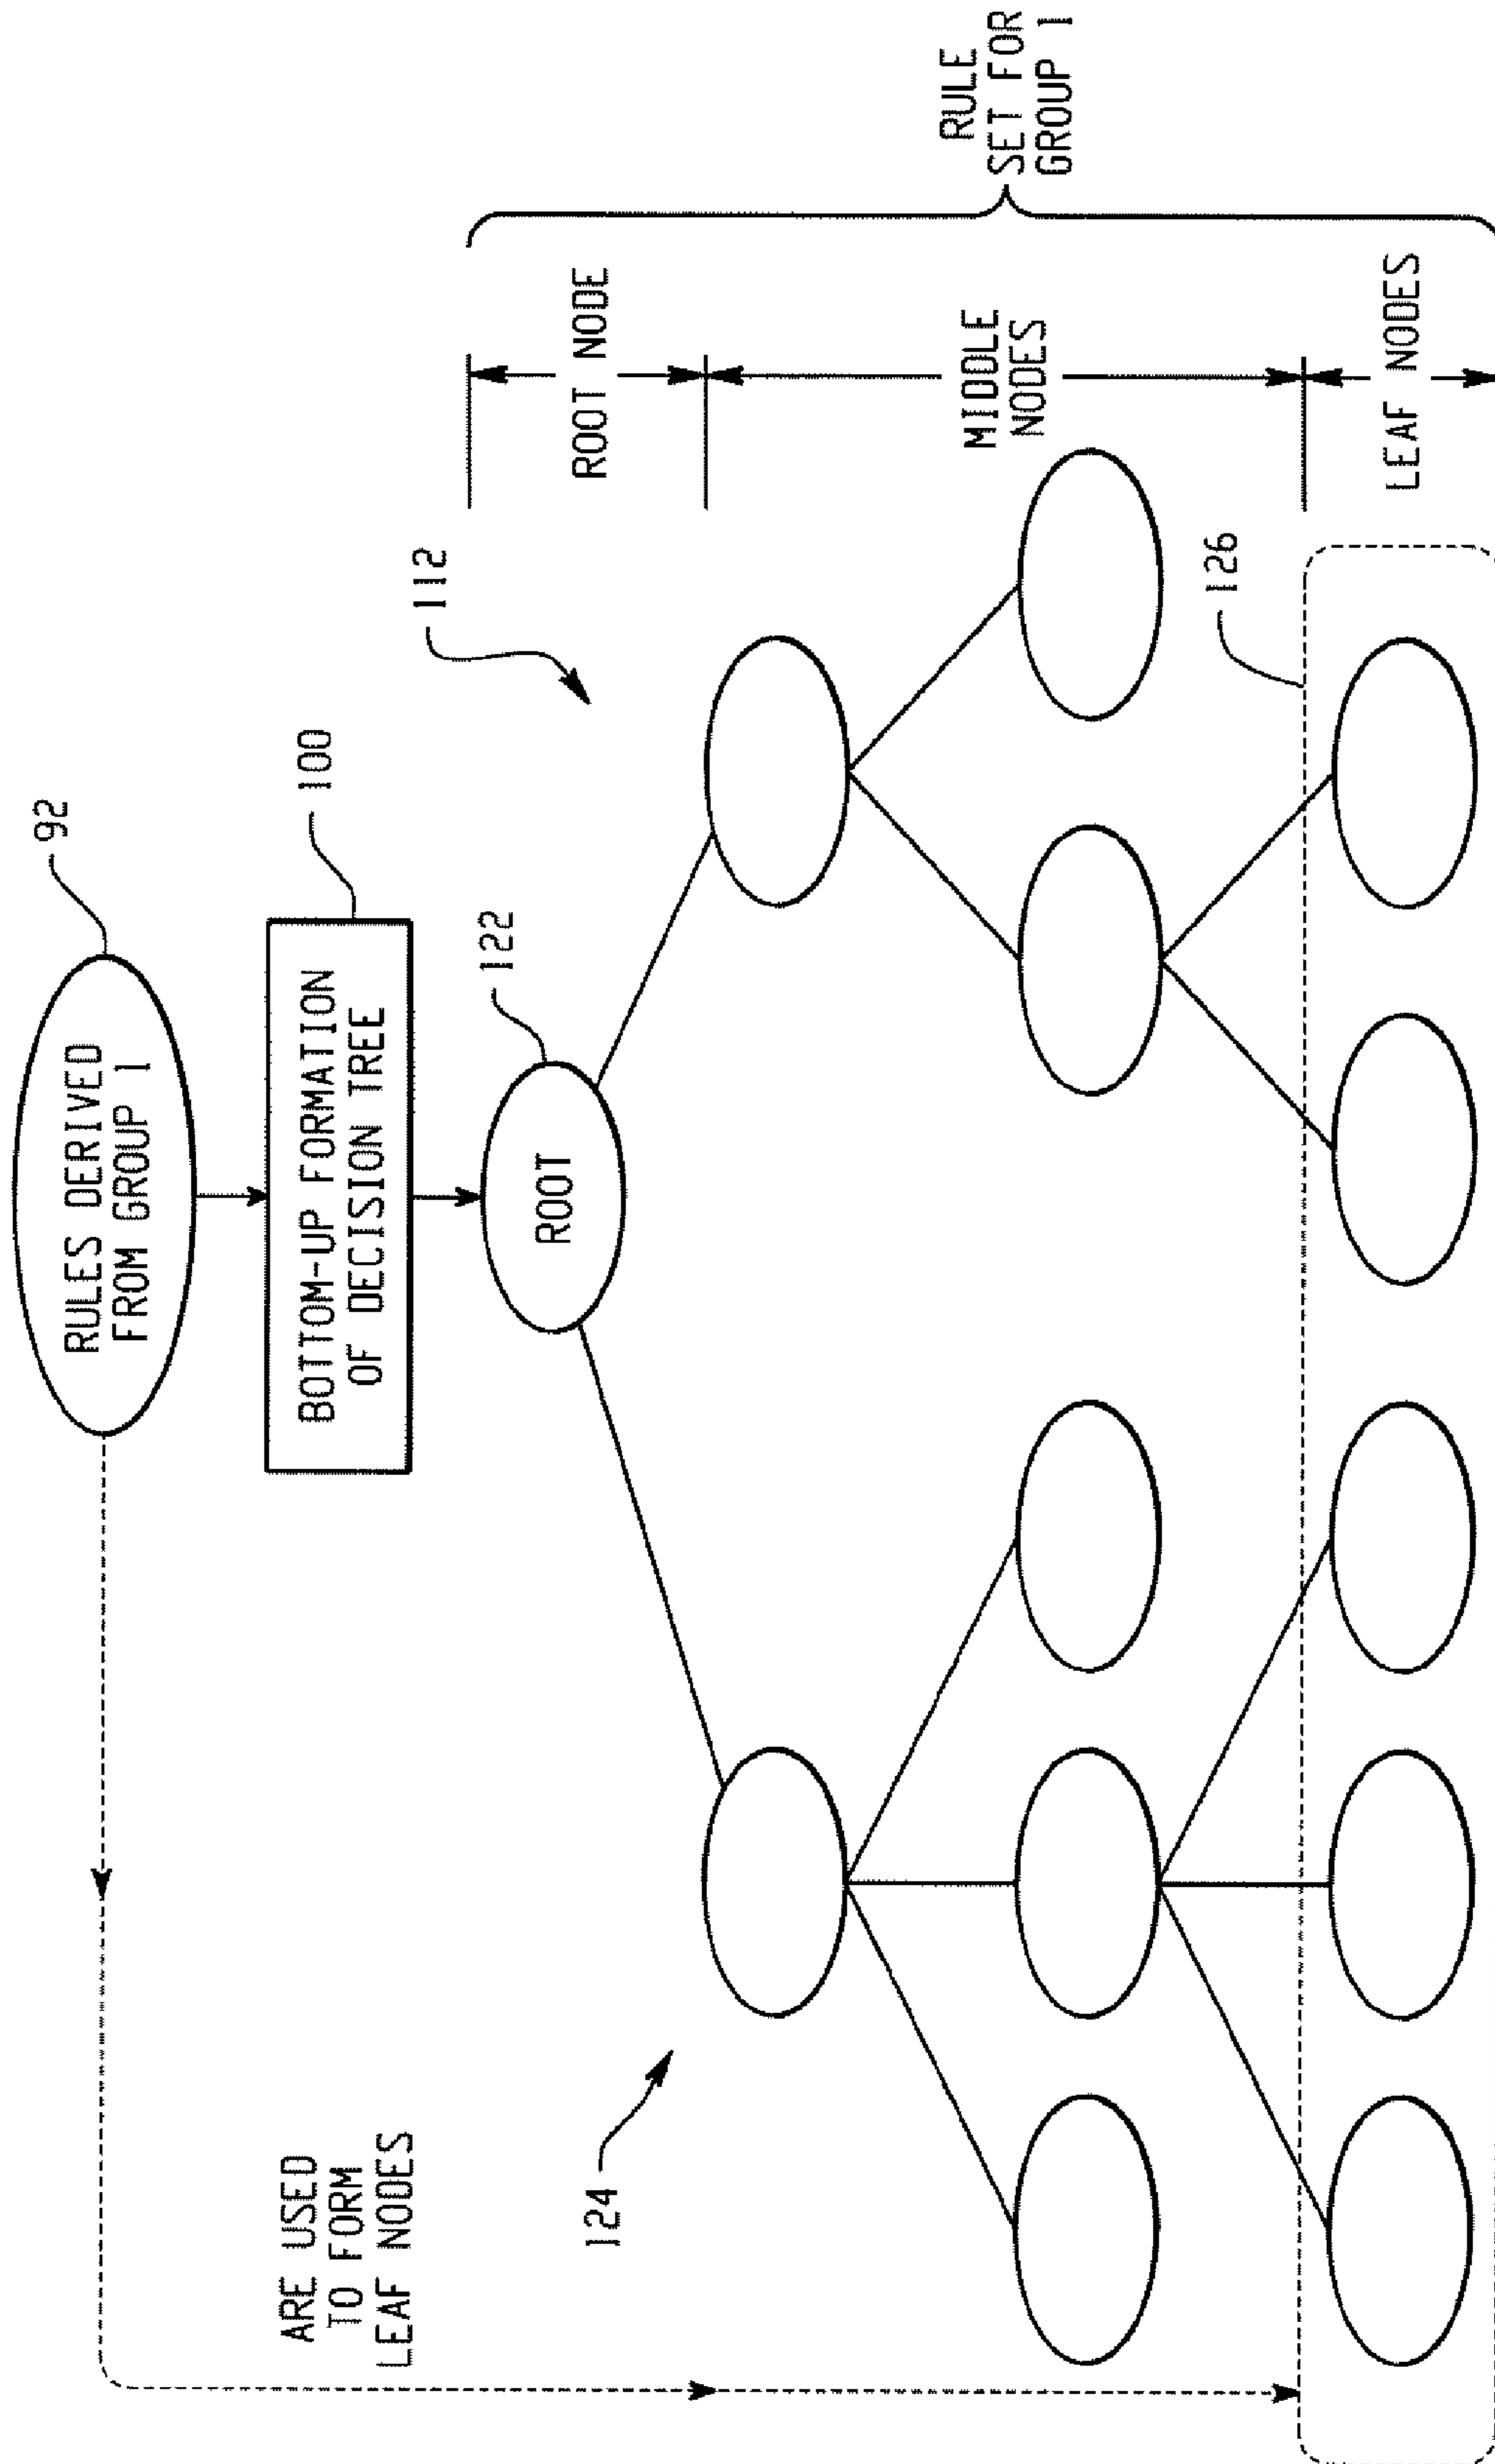 RULES DERIVED
FROM GROUP 1
92
BOTTOM-UP FORMATION
OF DECISION TREE
100
ARE USED
TO FORM
LEAF NODES
ROOT
122
112
124
126
ROOT NODE
MIDDLE
NODES
LEAF NODES
RULE
SET FOR
GROUP 1